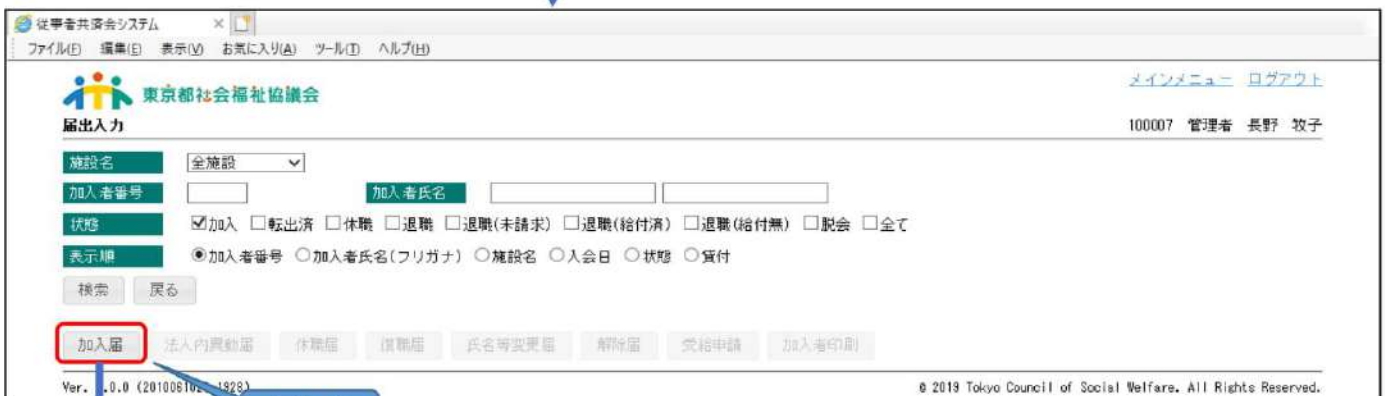 従事者共済会システム
ファイル(F) 編集(E) 表示(V) お気に入り(A) ツール(T) ヘルプ(H)
東京都社会福祉協議会
メインメニュー ログアウト
届出入力
100007 管理者 長野 牧子
施設名 全施設
加入者番号 加入者氏名
状態 加入 転出済 休職 退職 退職(未請求) 退職(給付済) 退職(給付無) 脱会 全て
表示順 加入者番号 加入者氏名(フリガナ) 施設名 入会日 状態 貸付
検索 戻る
加入届 法人内異動届 休職届 復職届 氏名等変更届 解除届 受給申請 加入者印刷
Ver. .0.0
© 2019 Tokyo Council of Social Welfare. All Rights Reserved.